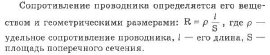 Сопротивление проводника определяется его веще-
ством и геометрическими размерами: R = ρ l/S, где ρ —
удельное сопротивление проводника, l — его длина, S —
площадь поперечного сечения.